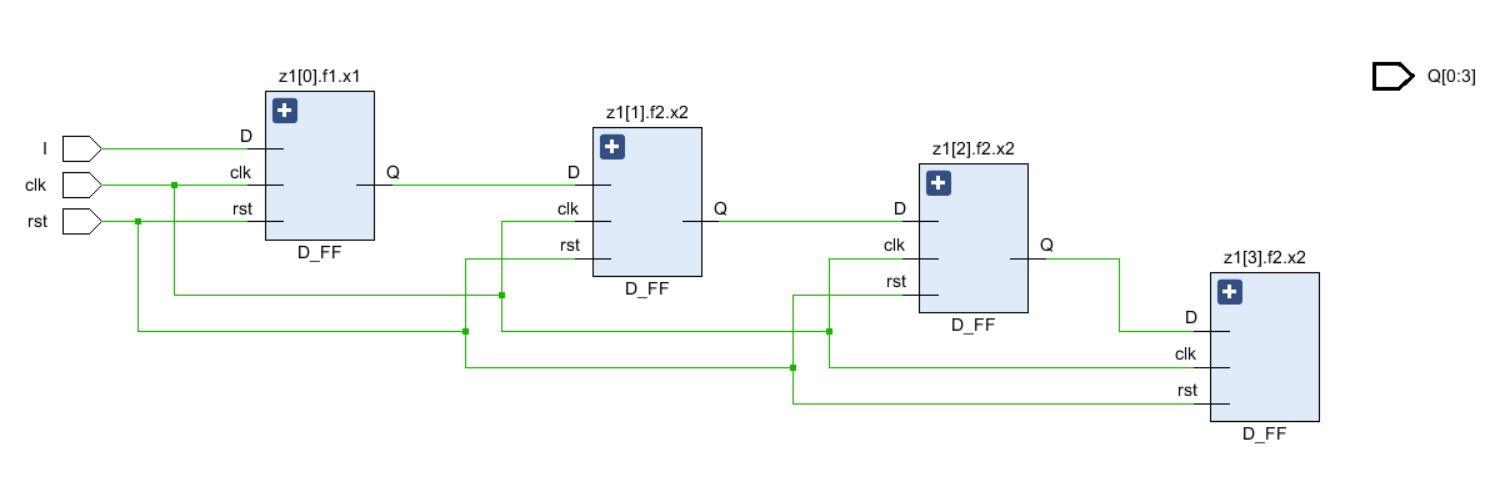 z1[0].f1.x1
I
clk
rst
D
clk
rst
Q
D_FF
z1[1].f2.x2
D
clk
rst
Q
D_FF
z1[2].f2.x2
D
clk
rst
Q
D_FF
z1[3].f2.x2
D
clk
rst
D_FF
Q[0:3]